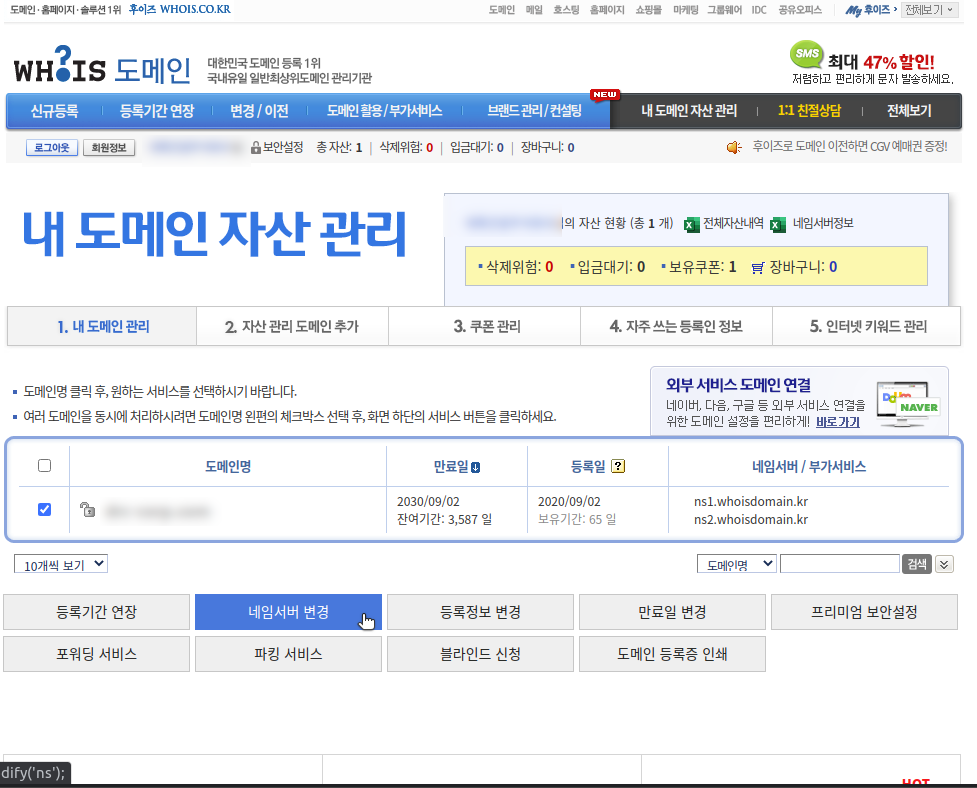 도메인·홈페이지·솔루션 1위 후이즈 WHOIS.CO.KR
도메인 메일 호스팅 홈페이지 쇼핑몰 마케팅 그룹웨어 IDC 공유오피스 My 후이즈 전체보기
WHOIS 도메인
대한민국 도메인 등록 1위
국내유일 일반최상위도메인 관리기관
SMS 최대 47% 할인!
저렴하고 편리하게 문자 발송하세요.
신규등록 등록기간 연장 변경 / 이전 도메인 활용 / 부가서비스 브랜드 관리 / 컨설팅 NEW 내 도메인 자산 관리 1:1 친절상담 전체보기
로그아웃 회원정보 보안설정 총 자산: 1 | 삭제위험: 0 | 입금대기: 0 | 장바구니: 0
후이즈로 도메인 이전하면 CGV 예매권 증정!
내 도메인 자산 관리
의 자산 현황 (총 1 개) 전체자산내역 네임서버정보
삭제위험: 0 입금대기: 0 보유쿠폰: 1 장바구니: 0
1. 내 도메인 관리 2. 자산 관리 도메인 추가 3. 쿠폰 관리 4. 자주 쓰는 등록인 정보 5. 인터넷 키워드 관리
도메인명 클릭 후, 원하는 서비스를 선택하시기 바랍니다.
여러 도메인을 동시에 처리하시려면 도메인명 왼편의 체크박스 선택 후, 화면 하단의 서비스 버튼을 클릭하세요.
외부 서비스 도메인 연결
네이버, 다음, 구글 등 외부 서비스 연결을
위한 도메인 설정을 편리하게! 바로가기
Daum
NAVER
도메인명 만료일 등록일 ? 네임서버 / 부가서비스
2030/09/02 2020/09/02 ns1.whoisdomain.kr
잔여기간: 3,587 일 보유기간: 65 일 ns2.whoisdomain.kr
10개씩 보기 도메인명 검색
등록기간 연장 네임서버 변경 등록정보 변경 만료일 변경 프리미엄 보안설정
포워딩 서비스 파킹 서비스 블라인드 신청 도메인 등록증 인쇄
dify('ns');
HOT